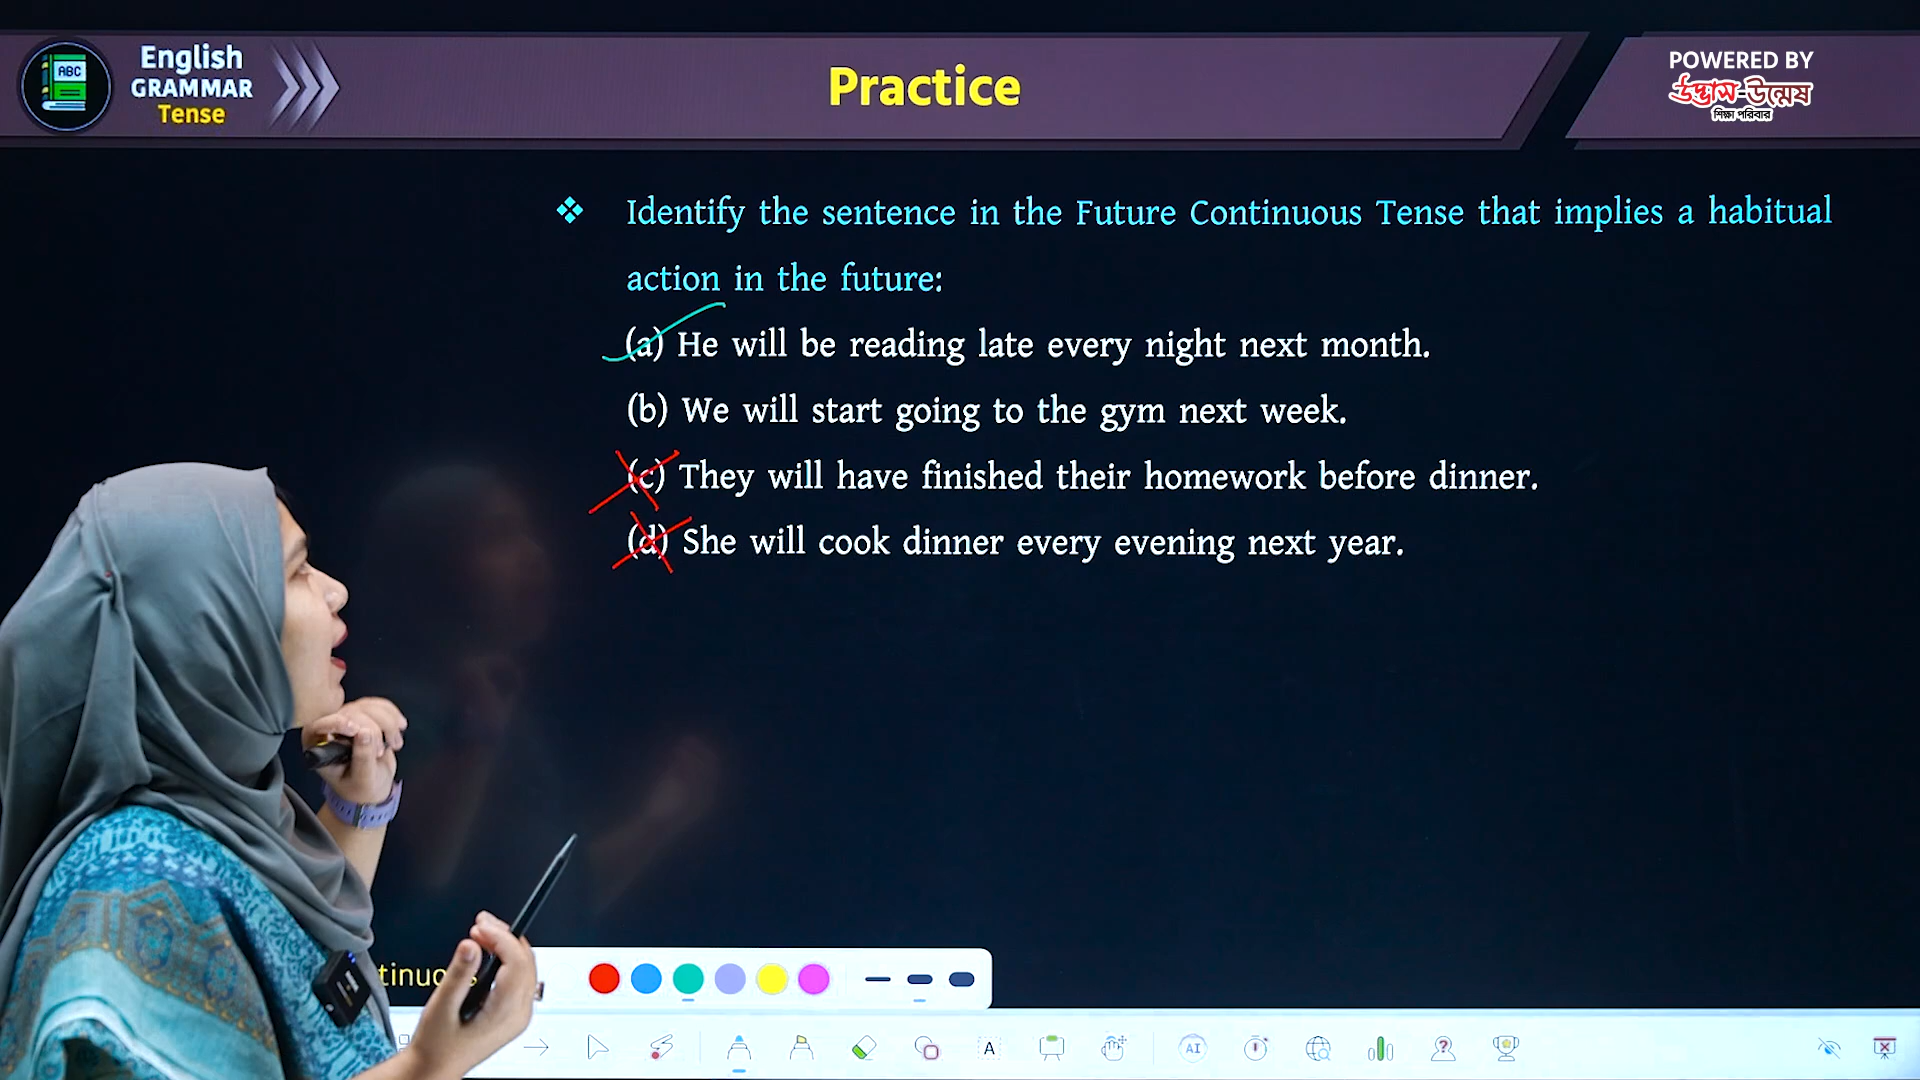 ABC
English
GRAMMAR
Tense
Practice
POWERED BY
উদ্ভাস-উন্মেষ
শিক্ষা পরিবার
❖ Identify the sentence in the Future Continuous Tense that implies a habitual
action in the future:
(a) He will be reading late every night next month.
(b) We will start going to the gym next week.
(c) They will have finished their homework before dinner.
(d) She will cook dinner every evening next year.
A
AI